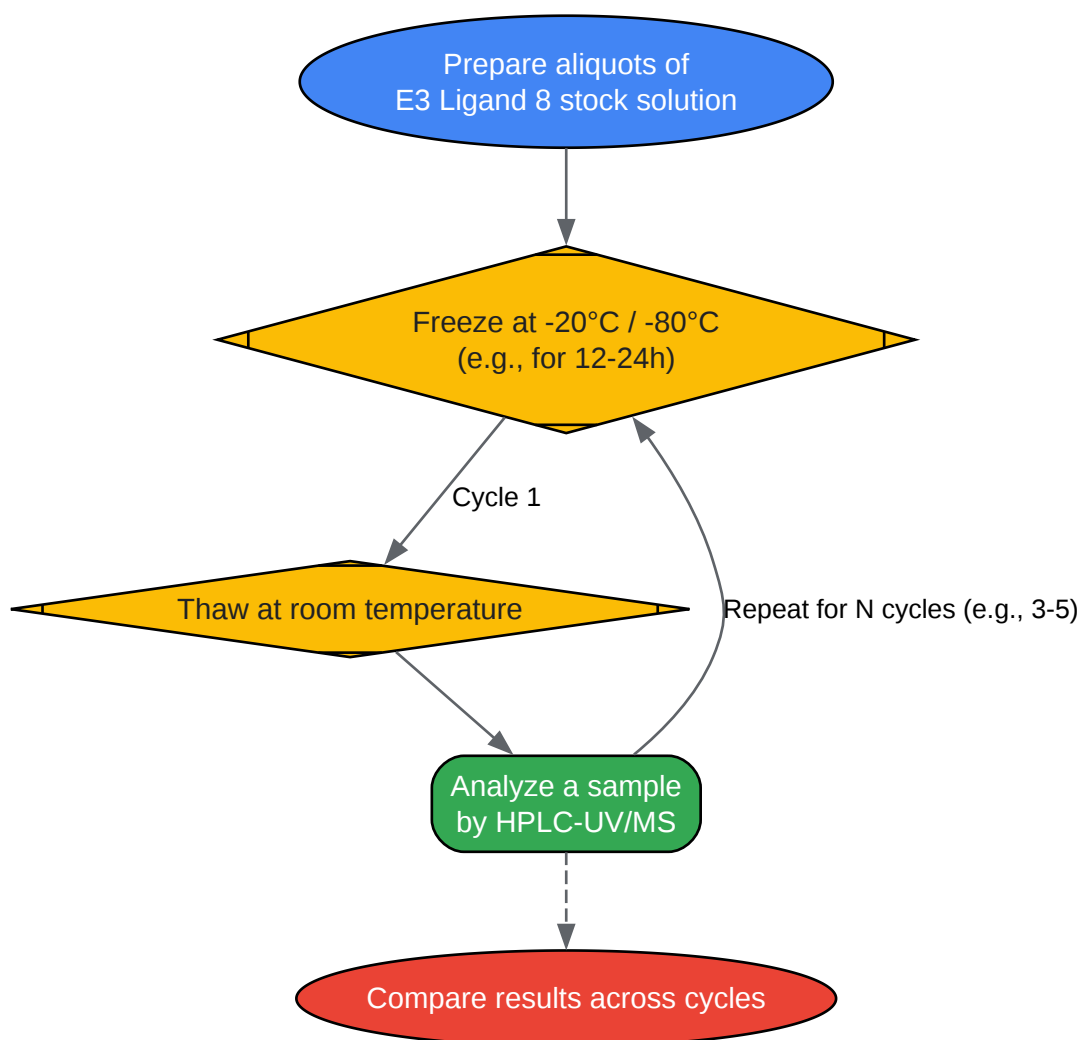 Prepare aliquots of
E3 Ligand 8 stock solution
Freeze at -20°C / -80°C
(e.g., for 12-24h)
Cycle 1
Thaw at room temperature
Repeat for N cycles (e.g., 3-5)
Analyze a sample
by HPLC-UV/MS
Compare results across cycles